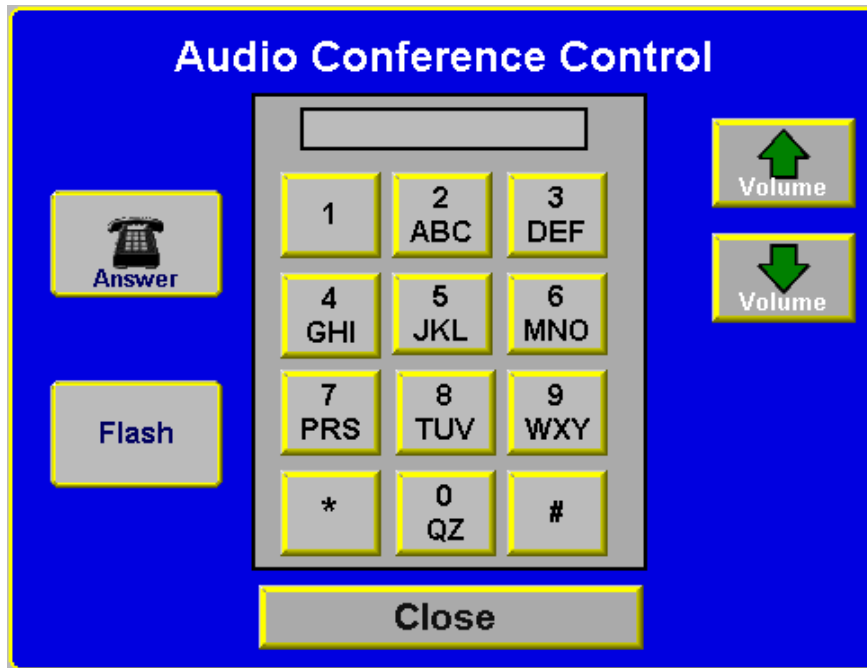 Audio Conference Control
1
2
ABC
3
DEF
Volume
Answer
4
GHI
5
JKL
6
MNO
Volume
Flash
7
PRS
8
TUV
9
WXY
*
0
QZ
#
Close